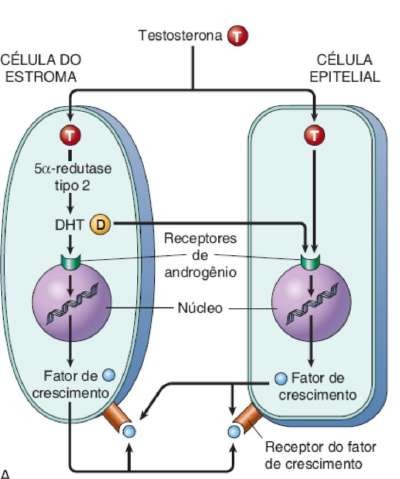 Testosterona T
CÉLULA DO
ESTROMA
CÉLULA
EPITELIAL
T
T
5α-redutase
tipo 2
DHT D
Receptores
de
androgênio
Núcleo
Fator de
crescimento
Fator de
crescimento
Receptor do fator
de crescimento
A